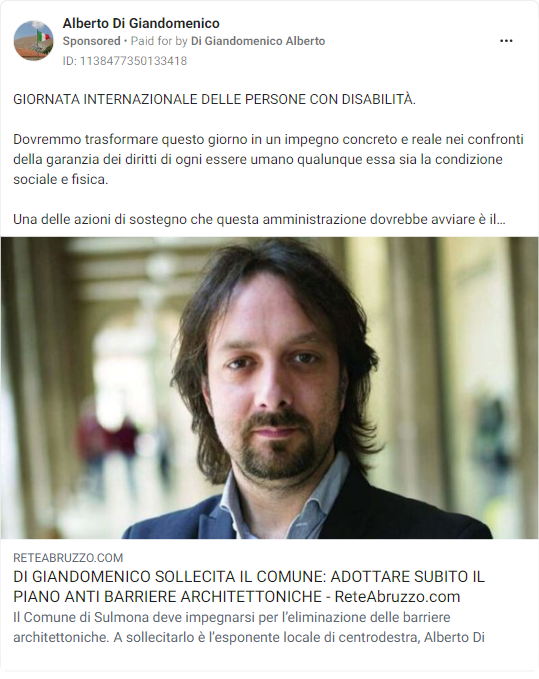 Alberto Di Giandomenico
Sponsored • Paid for by Di Giandomenico Alberto
ID: 1138477350133418
GIORNATA INTERNAZIONALE DELLE PERSONE CON DISABILITÀ.
Dovremmo trasformare questo giorno in un impegno concreto e reale nei confronti
della garanzia dei diritti di ogni essere umano qualunque essa sia la condizione
sociale e fisica.
Una delle azioni di sostegno che questa amministrazione dovrebbe avviare è il...
RETEABRUZZO.COM
DI GIANDOMENICO SOLLECITA IL COMUNE: ADOTTARE SUBITO IL
PIANO ANTI BARRIERE ARCHITETTONICHE - ReteAbruzzo.com
Il Comune di Sulmona deve impegnarsi per l'eliminazione delle barriere
architettoniche. A sollecitarlo è l'esponente locale di centrodestra, Alberto Di